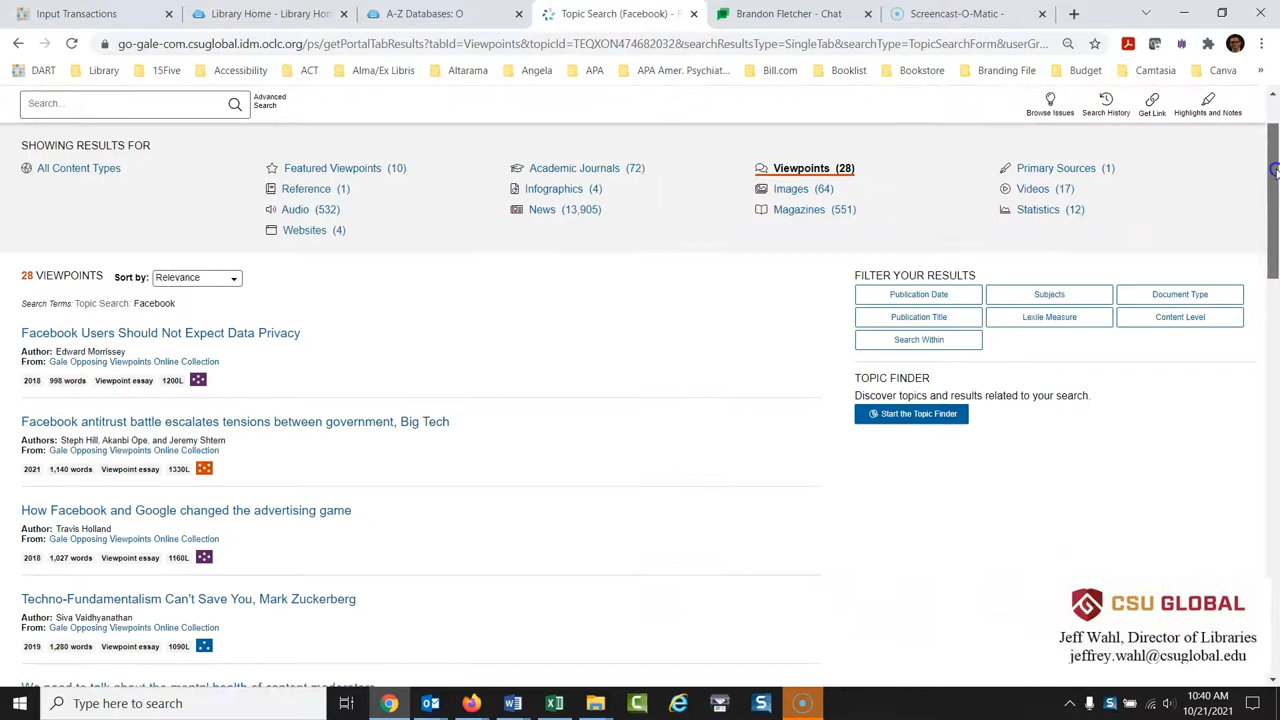 Input Transactions
Library Home - Library Hom
A-Z Databases: O
Topic Search (Facebook) - R
Brandon Fletcher - Chat
Screencast-O-Matic -
go-gale-com.csuglobal.idm.oclc.org/ps/getPortalTabResults?tabId=Viewpoints&topicId=TEQXON474682032&searchResultsType=SingleTab&searchType=TopicSearchForm&userGr...
DART
Library
15Five
Accessibility
ACT
Alma/Ex Libris
Altarama
Angela
APA
APA Amer. Psychiat...
Bill.com
Booklist
Bookstore
Branding File
Budget
Camtasia
Canva
»
Search...
Advanced
Search
Browse Issues
Search History
Get Link
Highlights and Notes
SHOWING RESULTS FOR
All Content Types
Featured Viewpoints (10)
Academic Journals (72)
Viewpoints (28)
Primary Sources (1)
Reference (1)
Infographics (4)
Images (64)
Videos (17)
Audio (532)
News (13,905)
Magazines (551)
Statistics (12)
Websites (4)
28 VIEWPOINTS
Sort by:
Relevance
Search Terms: Topic Search: Facebook
Facebook Users Should Not Expect Data Privacy
Author: Edward Morrissey
From: Gale Opposing Viewpoints Online Collection
2018 998 words Viewpoint essay 1200L
Facebook antitrust battle escalates tensions between government, Big Tech
Authors: Steph Hill, Akanbi Ope, and Jeremy Shtern
From: Gale Opposing Viewpoints Online Collection
2021 1,140 words Viewpoint essay 1330L
How Facebook and Google changed the advertising game
Author: Travis Holland
From: Gale Opposing Viewpoints Online Collection
2018 1,027 words Viewpoint essay 1160L
Techno-Fundamentalism Can't Save You, Mark Zuckerberg
Author: Siva Vaidhyanathan
From: Gale Opposing Viewpoints Online Collection
2019 1,280 words Viewpoint essay 1090L
We need to talk about the mental health of content moderators
FILTER YOUR RESULTS
Publication Date
Subjects
Document Type
Publication Title
Lexile Measure
Content Level
Search Within
TOPIC FINDER
Discover topics and results related to your search.
Start the Topic Finder
CSU GLOBAL
Jeff Wahl, Director of Libraries
jeffrey.wahl@csuglobal.edu
Type here to search
10:40 AM
10/21/2021